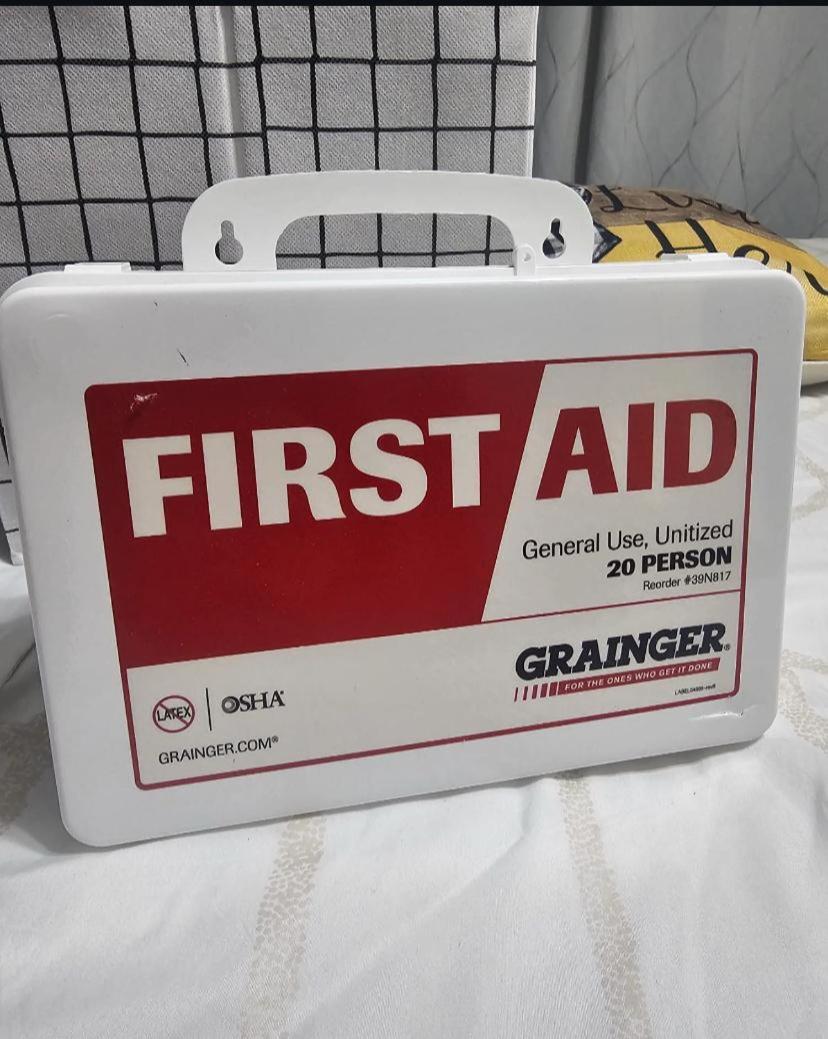 FIRST AID
General Use, Unitized
20 PERSON
Reorder #39N817
GRAINGER®
FOR THE ONES WHO GET IT DONE
LATEX
OSHA
GRAINGER.COM®